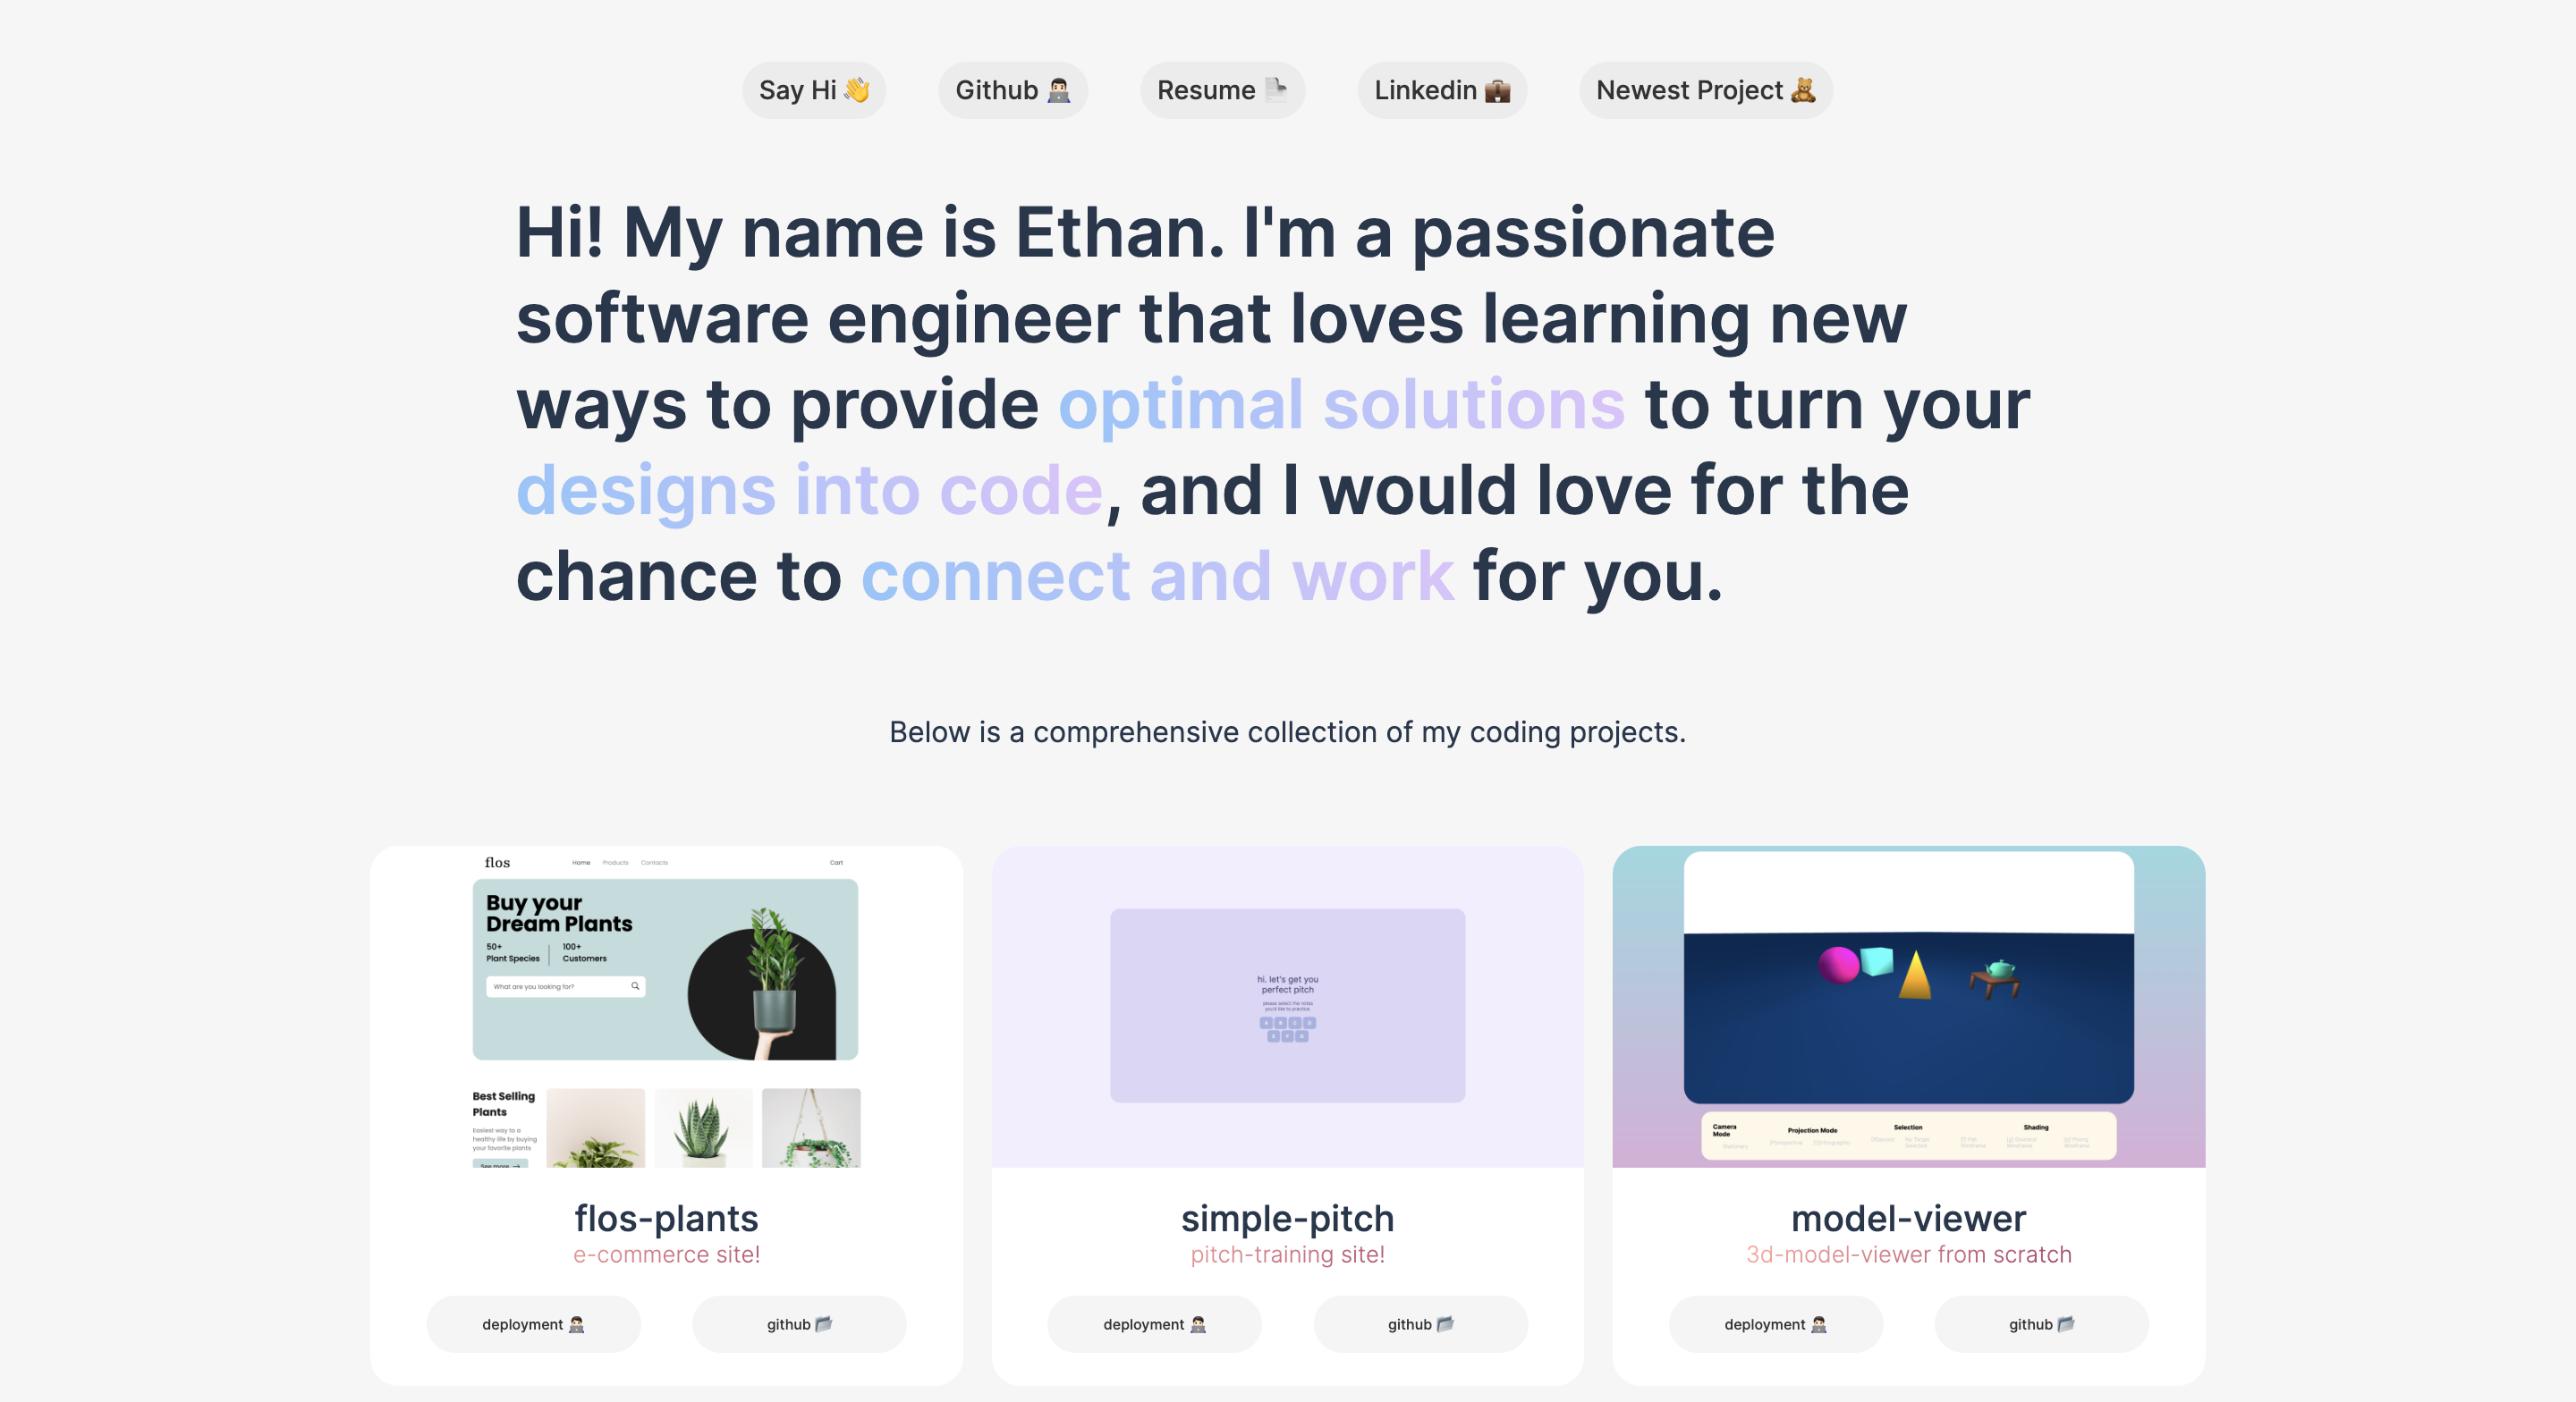 Say Hi 👋
Github 👨🏻‍💻
Resume 📄
Linkedin 💼
Newest Project 🧸
Hi! My name is Ethan. I'm a passionate
software engineer that loves learning new
ways to provide optimal solutions to turn your
designs into code, and I would love for the
chance to connect and work for you.
Below is a comprehensive collection of my coding projects.
flos
Home
Products
Contacts
Cart
Buy your
Dream Plants
50+
Plant Species
100+
Customers
What are you looking for?
Best Selling
Plants
Easiest way to a
healthy life by buying
your favorite plants
See more
hi. let's get you
perfect pitch
please select the notes
you'd like to practice
Camera
Mode
Projection Mode
Selection
Shading
flos-plants
e-commerce site!
deployment 👨🏻‍💻
github 📂
simple-pitch
pitch-training site!
deployment 👨🏻‍💻
github 📂
model-viewer
3d-model-viewer from scratch
deployment 👨🏻‍💻
github 📂